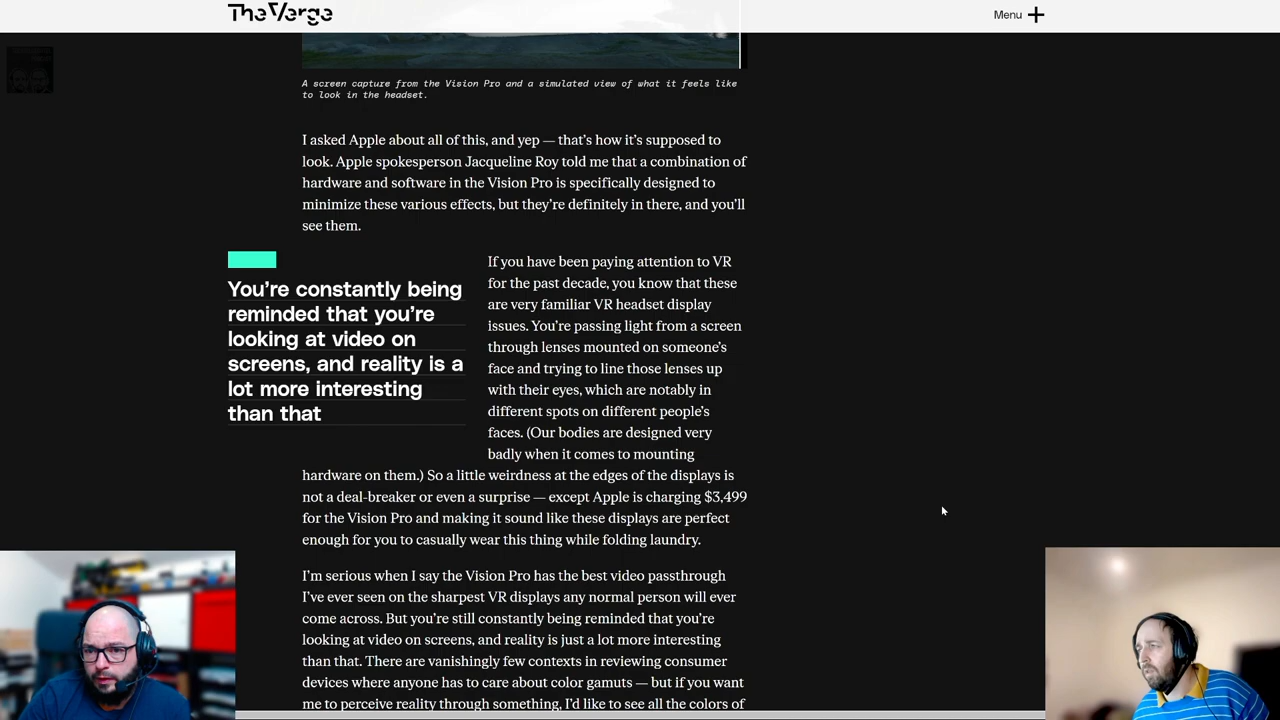 TheVerge
Menu
A screen capture from the Vision Pro and a simulated view of what it feels like
to look in the headset.
I asked Apple about all of this, and yep — that’s how it’s supposed to
look. Apple spokesperson Jacqueline Roy told me that a combination of
hardware and software in the Vision Pro is specifically designed to
minimize these various effects, but they’re definitely in there, and you’ll
see them.
You’re constantly being
reminded that you’re
looking at video on
screens, and reality is a
lot more interesting
than that
If you have been paying attention to VR
for the past decade, you know that these
are very familiar VR headset display
issues. You’re passing light from a screen
through lenses mounted on someone’s
face and trying to line those lenses up
with their eyes, which are notably in
different spots on different people’s
faces. (Our bodies are designed very
badly when it comes to mounting
hardware on them.) So a little weirdness at the edges of the displays is
not a deal-breaker or even a surprise — except Apple is charging $3,499
for the Vision Pro and making it sound like these displays are perfect
enough for you to casually wear this thing while folding laundry.
I’m serious when I say the Vision Pro has the best video passthrough
I’ve ever seen on the sharpest VR displays any normal person will ever
come across. But you’re still constantly being reminded that you’re
looking at video on screens, and reality is just a lot more interesting
than that. There are vanishingly few contexts in reviewing consumer
devices where anyone has to care about color gamuts — but if you want
me to perceive reality through something, I’d like to see all the colors of